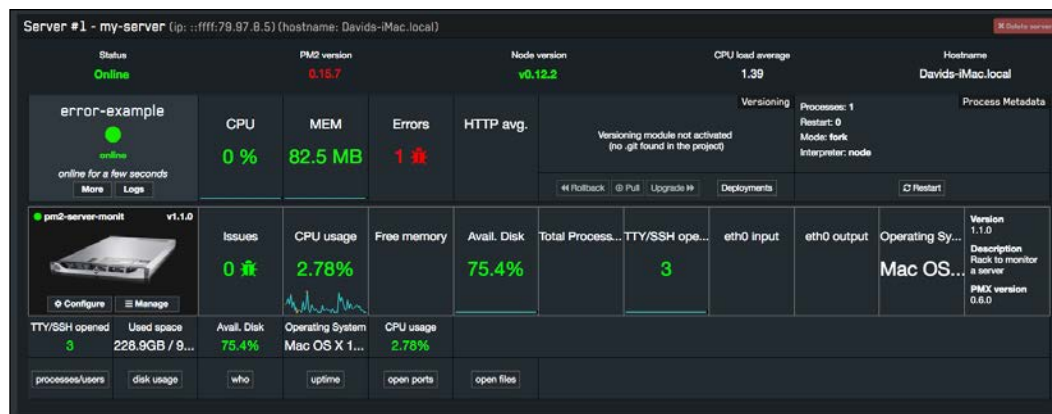 Server #1 - my-server (ip: ::ffff:79.97.8.5) (hostname: Davids-iMac.local)
Delete server
Status
Online
PM2 version
0.15.7
Node version
v0.12.2
CPU load average
1.39
Hostname
Davids-iMac.local
error-example
online
online for a few seconds
More
Logs
CPU
0 %
MEM
82.5 MB
Errors
1
HTTP avg.
Versioning
Versioning module not activated
(no .git found in the project)
Rollback
Pull
Upgrade
Deployments
Process Metadata
Processes: 1
Restart: 0
Mode: fork
Interpreter: node
Restart
pm2-server-monit
v1.1.0
Configure
Manage
Issues
0
CPU usage
2.78%
Free memory
Avail. Disk
75.4%
Total Process...
TTY/SSH ope...
3
eth0 input
eth0 output
Operating Sy...
Mac OS...
Version
1.1.0
Description
Rack to monitor
a server
PMX version
0.6.0
TTY/SSH opened
3
Used space
228.9GB / 9...
Avail. Disk
75.4%
Operating System
Mac OS X 1...
CPU usage
2.78%
processes/users
disk usage
who
uptime
open ports
open files